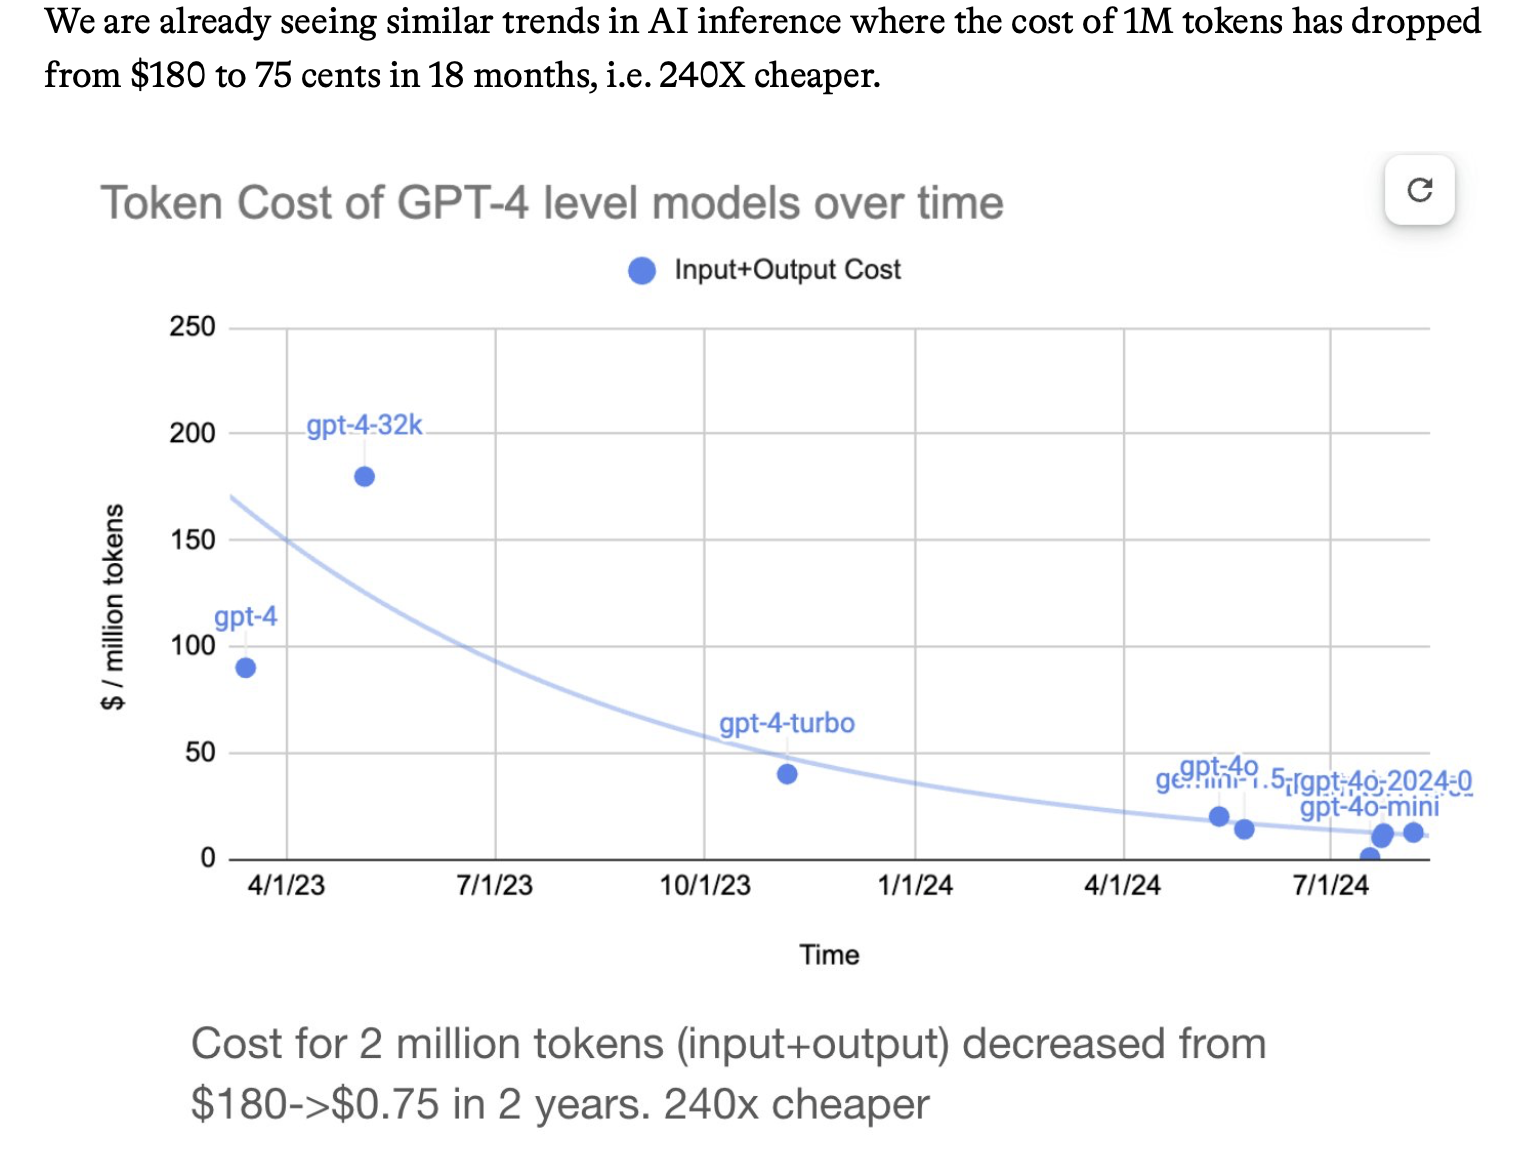 We are already seeing similar trends in AI inference where the cost of 1M tokens has dropped
from $180 to 75 cents in 18 months, i.e. 240X cheaper.
Token Cost of GPT-4 level models over time
Input+Output Cost
250
200
150
100
50
0
$ / million tokens
gpt-4-32k
gpt-4
gpt-4-turbo
gpt-4o
gpt-4o-2024-0
gpt-4o-mini
4/1/23
7/1/23
10/1/23
1/1/24
4/1/24
7/1/24
Time
Cost for 2 million tokens (input+output) decreased from
$180->$0.75 in 2 years. 240x cheaper